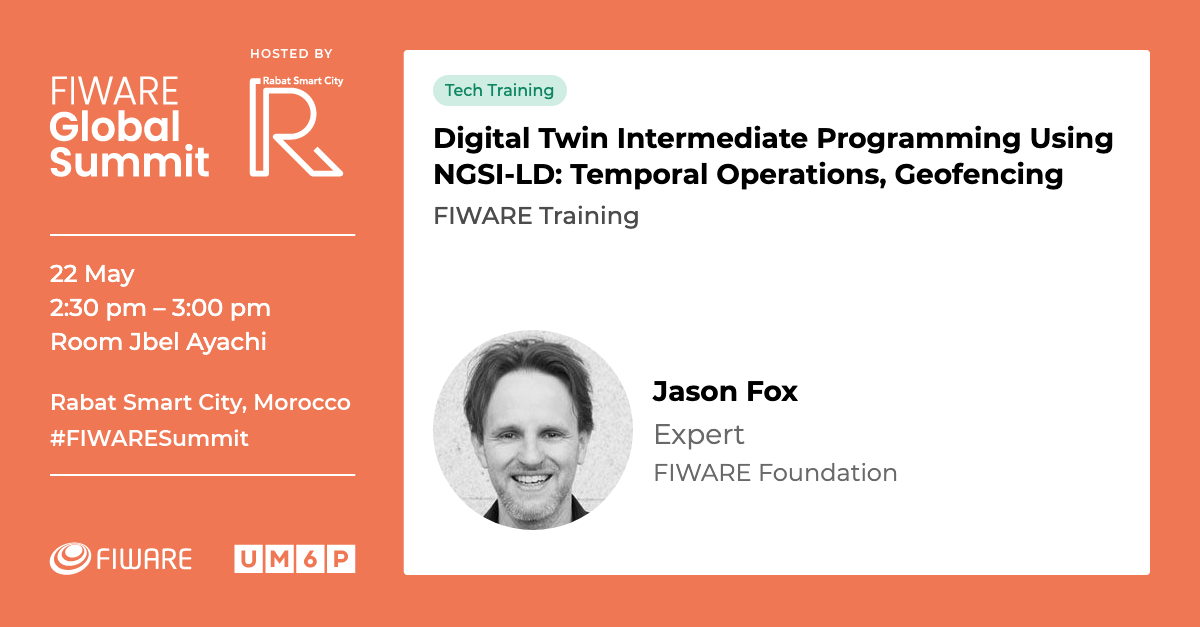 FIWARE
Global
Summit
HOSTED BY
Rabat Smart City
R
22 May
2:30 pm – 3:00 pm
Room Jbel Ayachi
Rabat Smart City, Morocco
#FIWARESummit
FIWARE
UM6P
Tech Training
Digital Twin Intermediate Programming Using
NGSI-LD: Temporal Operations, Geofencing
FIWARE Training
Jason Fox
Expert
FIWARE Foundation